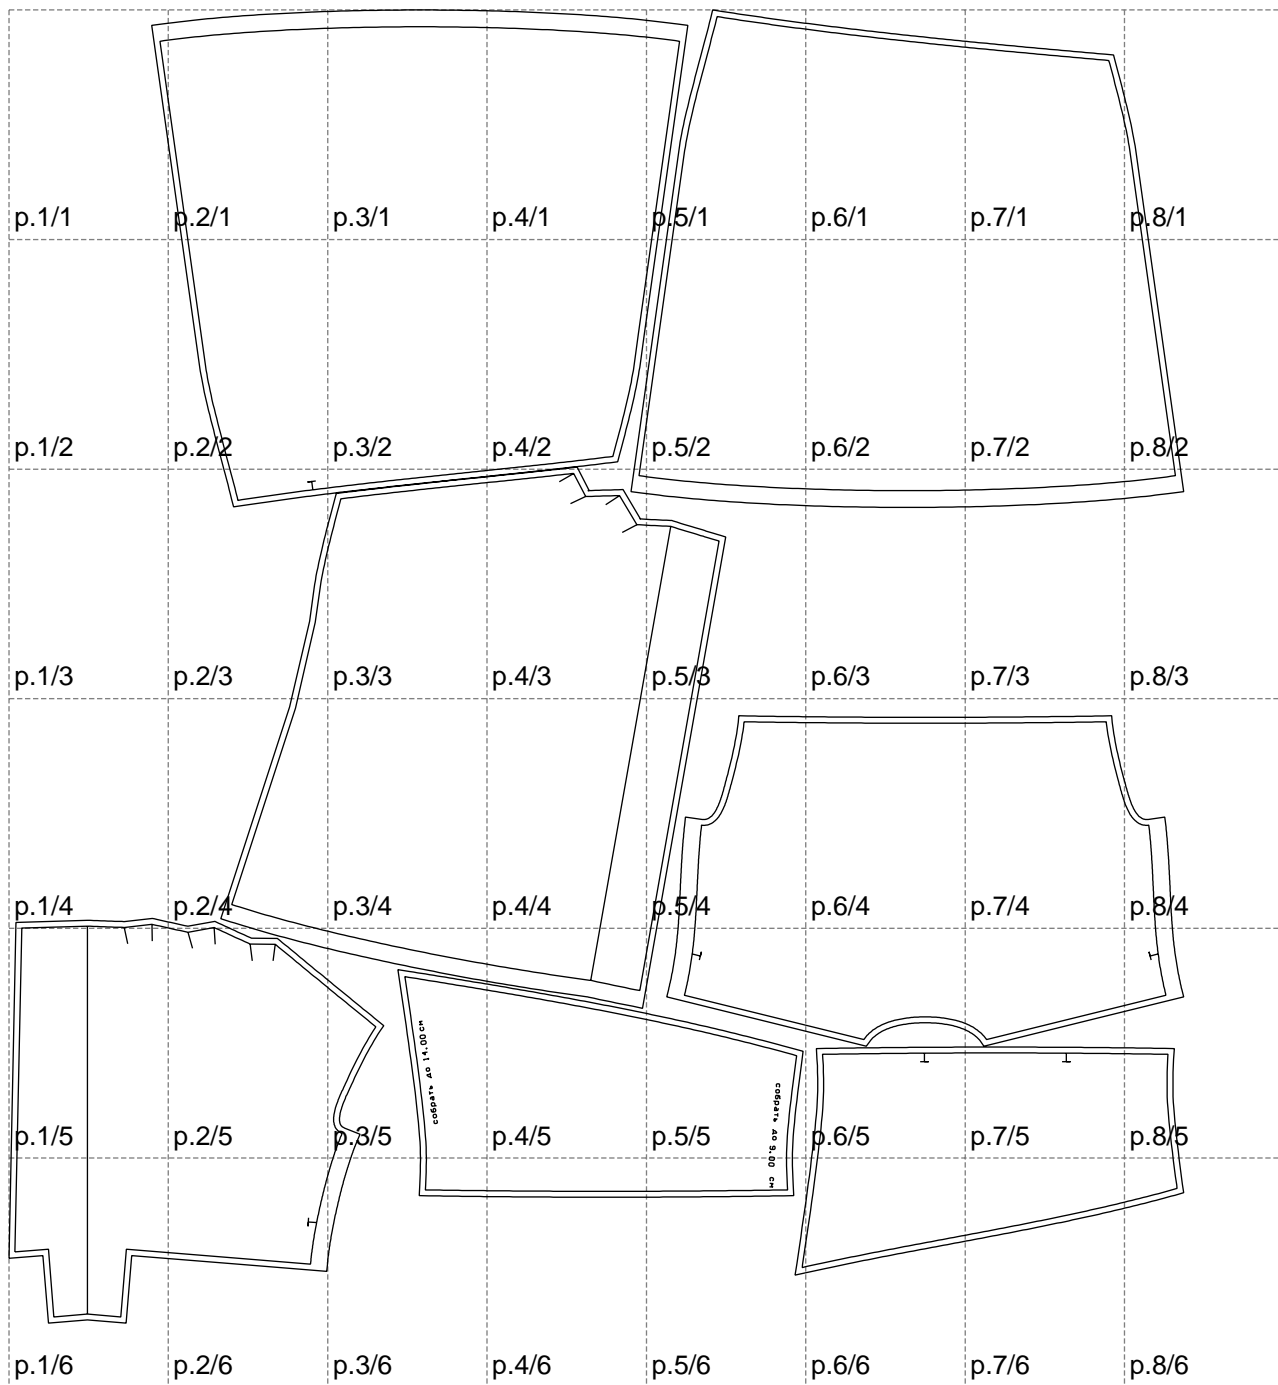 p.1/1 p.2/1 p.3/1 p.4/1 p.5/1 p.6/1 p.7/1 p.8/1
p.1/2 p.2/2 p.3/2 p.4/2 p.5/2 p.6/2 p.7/2 p.8/2
p.1/3 p.2/3 p.3/3 p.4/3 p.5/3 p.6/3 p.7/3 p.8/3
p.1/4 p.2/4 p.3/4 p.4/4 p.5/4 p.6/4 p.7/4 p.8/4
собрать до 14.00 см
собрать до 9.00 см
p.1/5 p.2/5 p.3/5 p.4/5 p.5/5 p.6/5 p.7/5 p.8/5
p.1/6 p.2/6 p.3/6 p.4/6 p.5/6 p.6/6 p.7/6 p.8/6